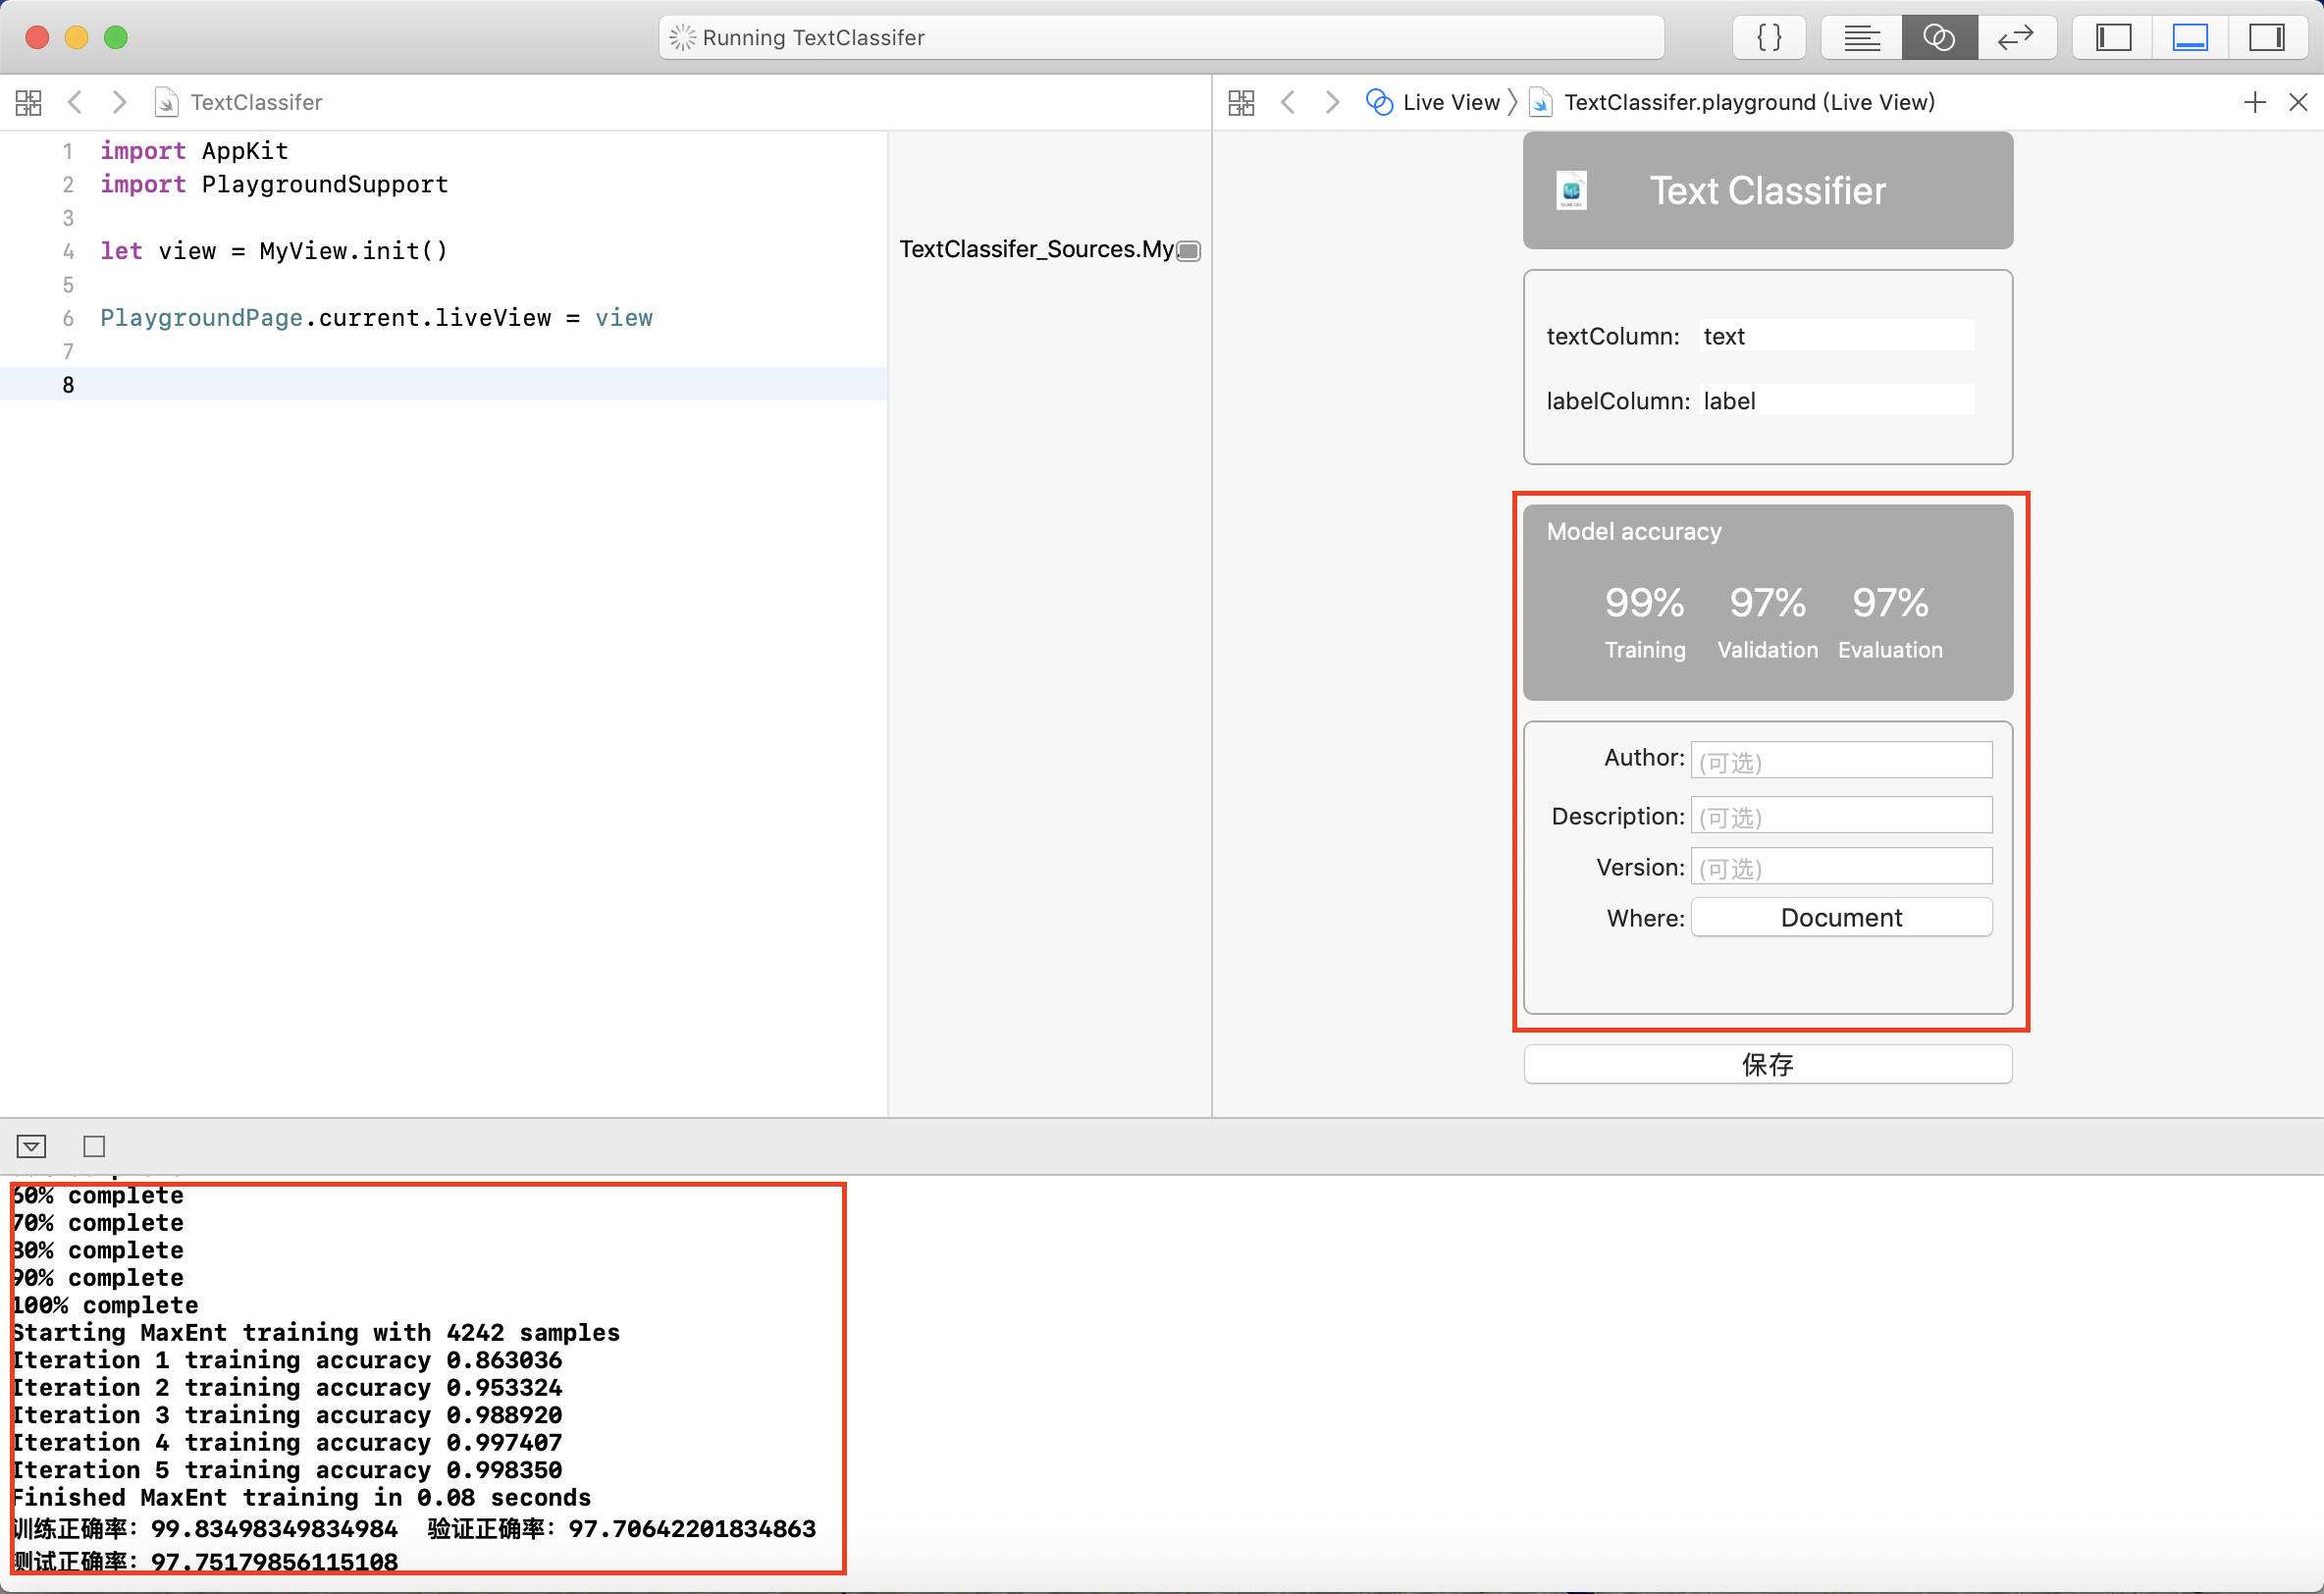 Running TextClassifer
{ }
TextClassifer
Live View
TextClassifer.playground (Live View)
1 import AppKit
2 import PlaygroundSupport
3
4 let view = MyView.init()
5
6 PlaygroundPage.current.liveView = view
7
8
TextClassifer_Sources.My
Text Classifier
textColumn: text
labelColumn: label
Model accuracy
99% 97% 97%
Training Validation Evaluation
Author: (可选)
Description: (可选)
Version: (可选)
Where: Document
保存
60% complete
70% complete
80% complete
90% complete
100% complete
Starting MaxEnt training with 4242 samples
Iteration 1 training accuracy 0.863036
Iteration 2 training accuracy 0.953324
Iteration 3 training accuracy 0.988920
Iteration 4 training accuracy 0.997407
Iteration 5 training accuracy 0.998350
Finished MaxEnt training in 0.08 seconds
训练正确率：99.83498349834984 验证正确率：97.70642201834863
测试正确率：97.75179856115108